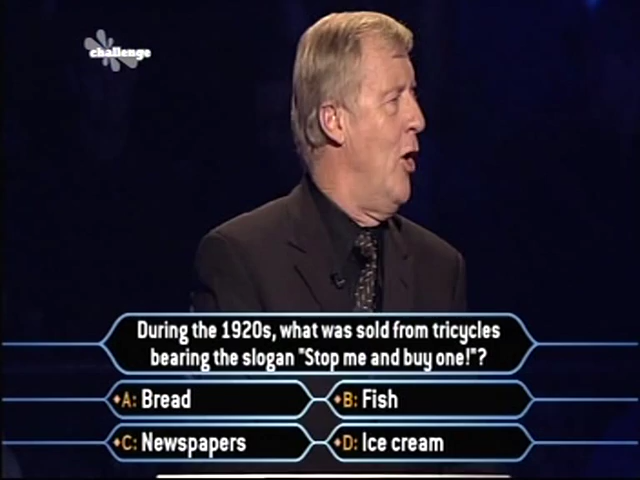 challenge
During the 1920s, what was sold from tricycles
bearing the slogan "Stop me and buy one!"?
A: Bread
B: Fish
C: Newspapers
D: Ice cream